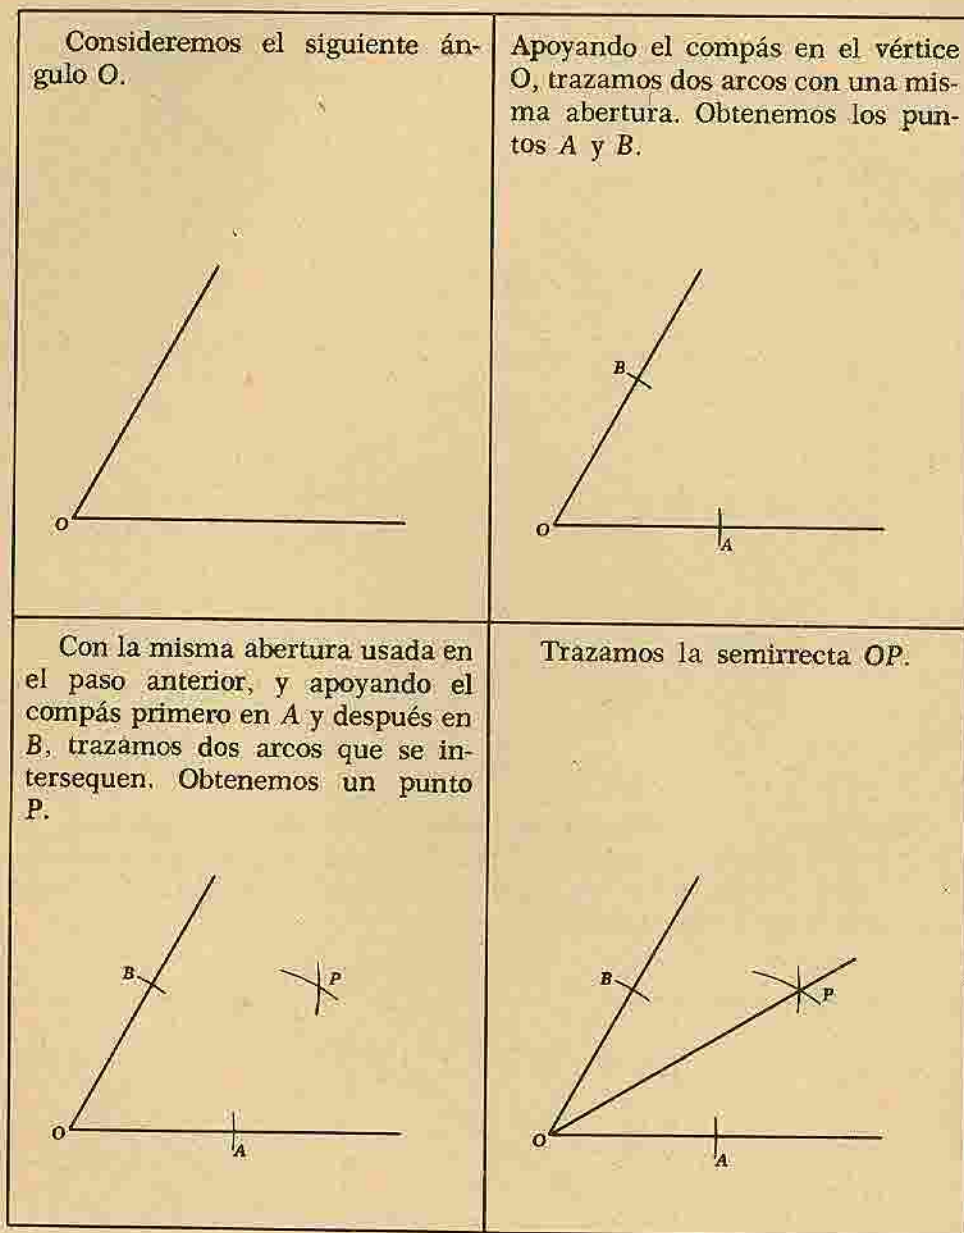 Consideremos el siguiente án-
gulo O.
O
Apoyando el compás en el vértice
O, trazamos dos arcos con una mis-
ma abertura. Obtenemos los pun-
tos A y B.
B
O
A
Con la misma abertura usada en
el paso anterior, y apoyando el
compás primero en A y después en
B, trazamos dos arcos que se in-
tersequen. Obtenemos un punto
P.
B
P
O
A
Trazamos la semirrecta OP.
B
P
O
A